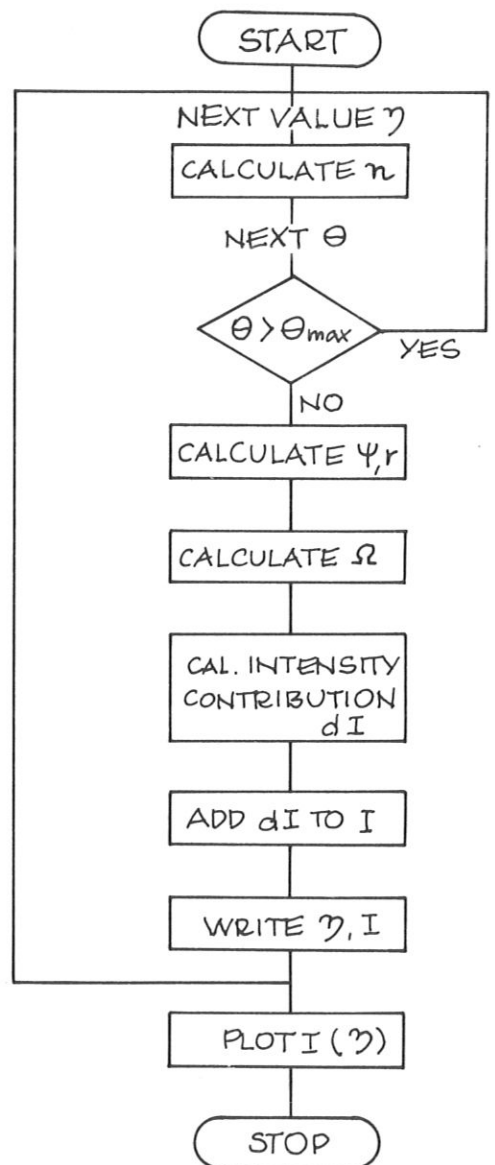 START
NEXT VALUE η
CALCULATE n
NEXT θ
θ > θmax
YES
NO
CALCULATE Ψ, r
CALCULATE Ω
CAL. INTENSITY
CONTRIBUTION
dI
ADD dI TO I
WRITE η, I
PLOT I (η)
STOP